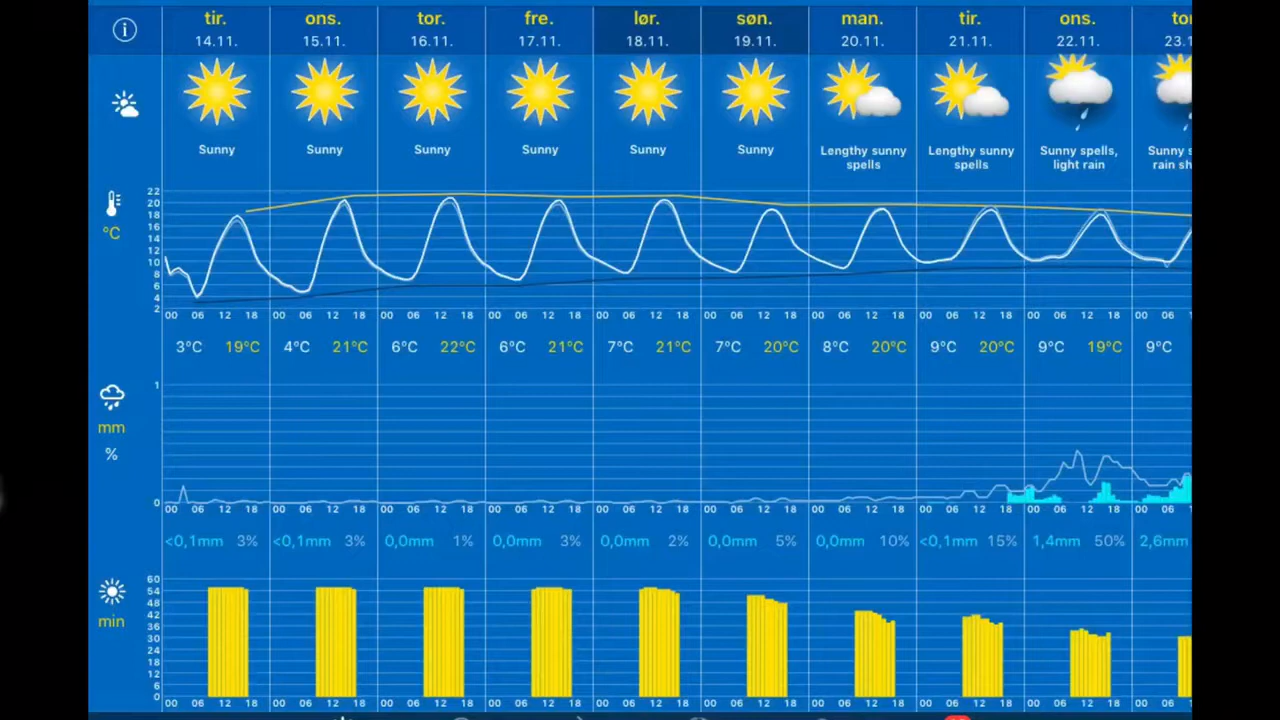 i
tir. ons. tor. fre. lør. søn. man. tir. ons. tor
14.11. 15.11. 16.11. 17.11. 18.11. 19.11. 20.11. 21.11. 22.11. 23.1
Sunny Sunny Sunny Sunny Sunny Sunny Lengthy sunny Lengthy sunny Sunny spells, Sunny s
spells spells light rain rain sh
°C
22
20
18
16
14
12
10
8
6
4
2
00 06 12 18 00 06 12 18 00 06 12 18 00 06 12 18 00 06 12 18 00 06 12 18 00 06 12 18 00 06 12 18 00 06 12 18 00 06
3°C 19°C 4°C 21°C 6°C 22°C 6°C 21°C 7°C 21°C 7°C 20°C 8°C 20°C 9°C 20°C 9°C 19°C 9°C
1
mm
%
0
00 06 12 18 00 06 12 18 00 06 12 18 00 06 12 18 00 06 12 18 00 06 12 18 00 06 12 18 00 06 12 18 00 06 12 18 00 06
<0,1mm 3% <0,1mm 3% 0,0mm 1% 0,0mm 3% 0,0mm 2% 0,0mm 5% 0,0mm 10% <0,1mm 15% 1,4mm 50% 2,6mm
min
60
54
48
42
36
30
24
18
12
6
0
00 06 12 18 00 06 12 18 00 06 12 18 00 06 12 18 00 06 12 18 00 06 12 18 00 06 12 18 00 06 12 18 00 06 12 18 00 06